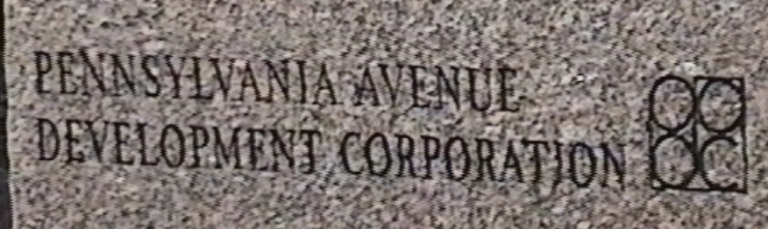 PENNSYLVANIA AVENUE
DEVELOPMENT CORPORATION